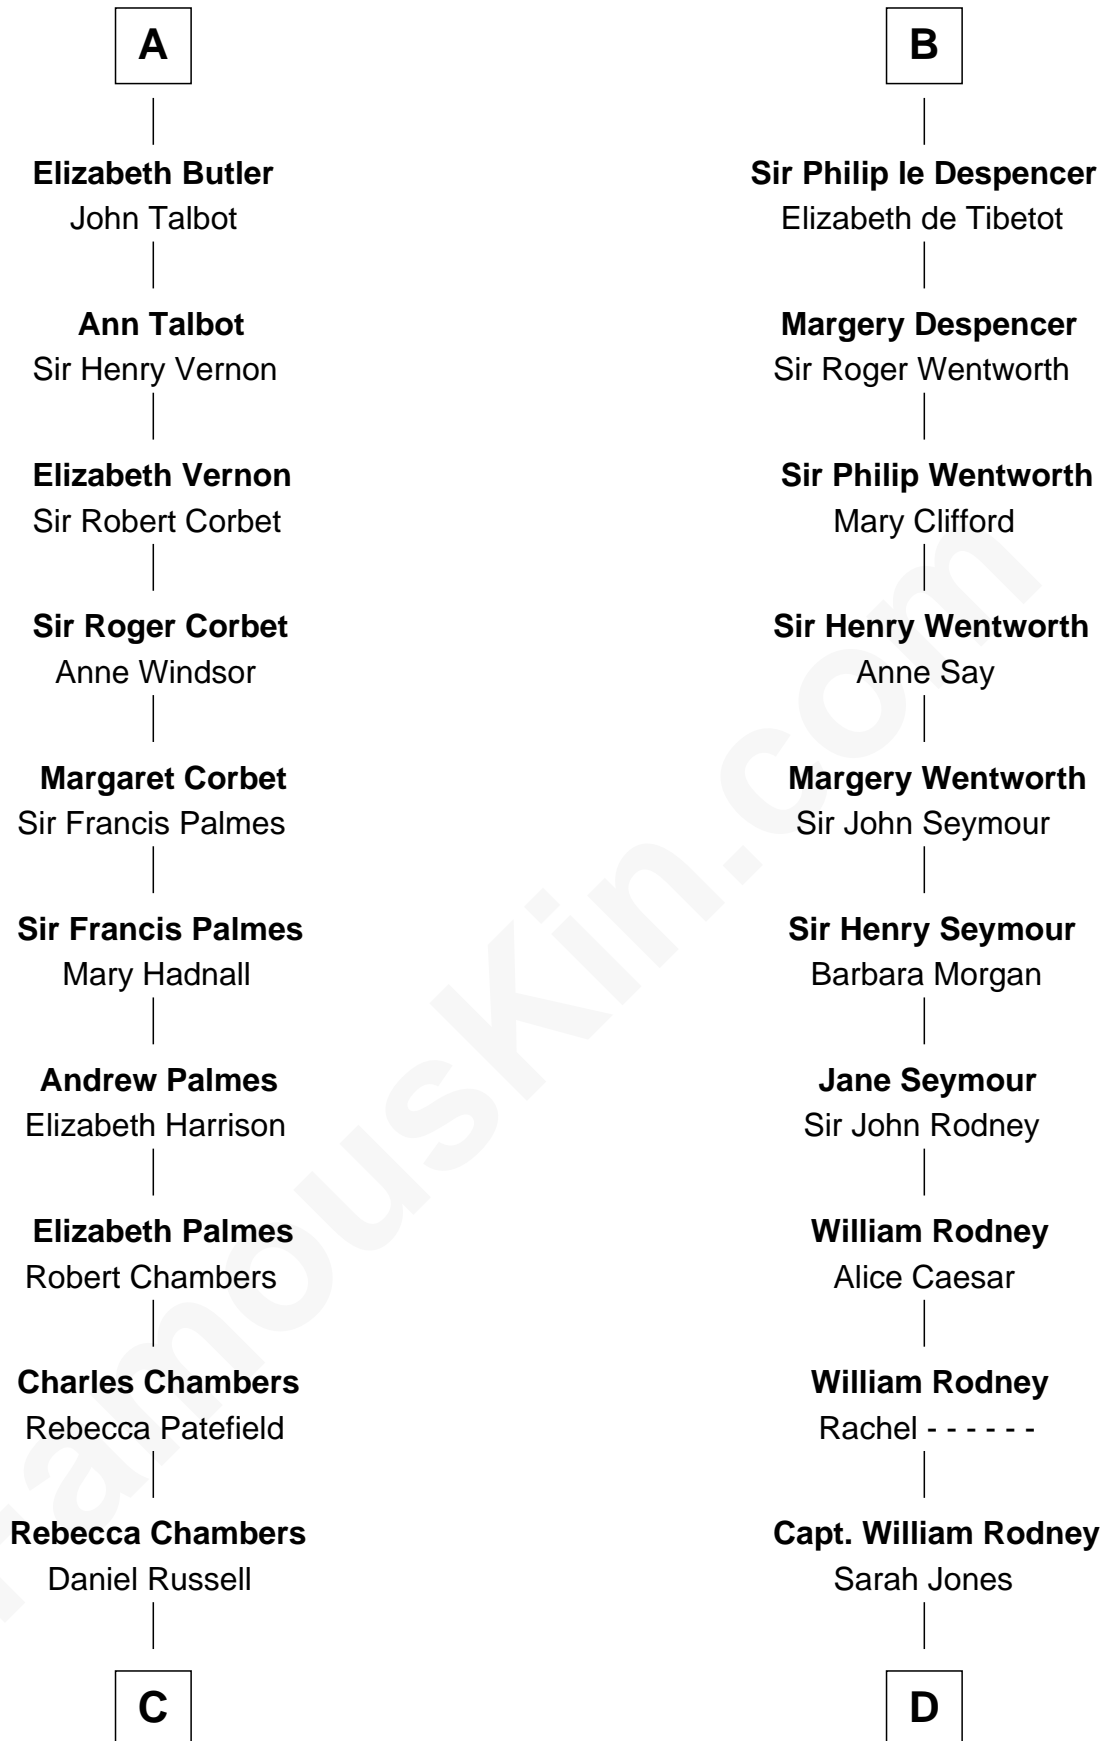 A
Elizabeth Butler
John Talbot
Ann Talbot
Sir Henry Vernon
Elizabeth Vernon
Sir Robert Corbet
Sir Roger Corbet
Anne Windsor
Margaret Corbet
Sir Francis Palmes
Sir Francis Palmes
Mary Hadnall
Andrew Palmes
Elizabeth Harrison
Elizabeth Palmes
Robert Chambers
Charles Chambers
Rebecca Patefield
Rebecca Chambers
Daniel Russell
C
B
Sir Philip le Despencer
Elizabeth de Tibetot
Margery Despencer
Sir Roger Wentworth
Sir Philip Wentworth
Mary Clifford
Sir Henry Wentworth
Anne Say
Margery Wentworth
Sir John Seymour
Sir Henry Seymour
Barbara Morgan
Jane Seymour
Sir John Rodney
William Rodney
Alice Caesar
William Rodney
Rachel - - - - - -
Capt. William Rodney
Sarah Jones
D
FamousKin.com